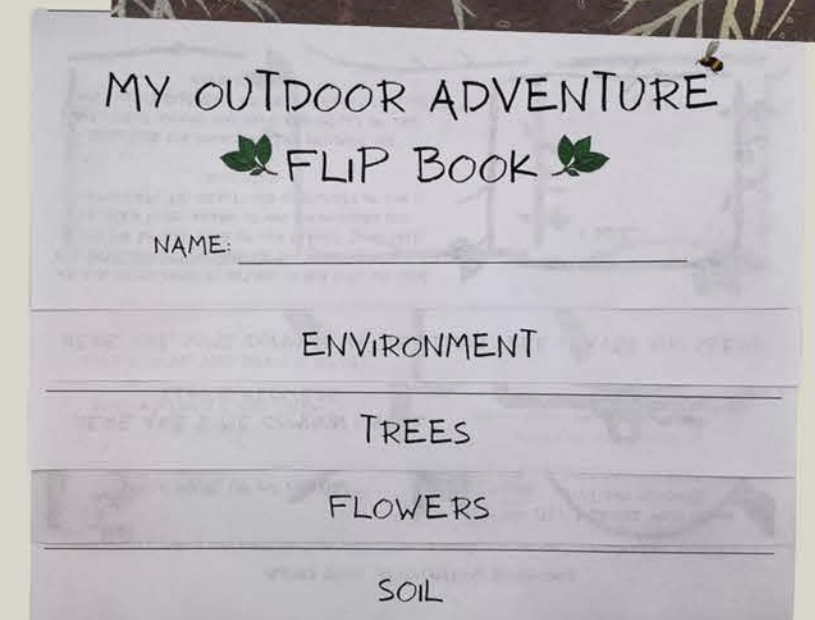 MY OUTDOOR ADVENTURE
FLIP BOOK
NAME:
ENVIRONMENT
TREES
FLOWERS
SOIL